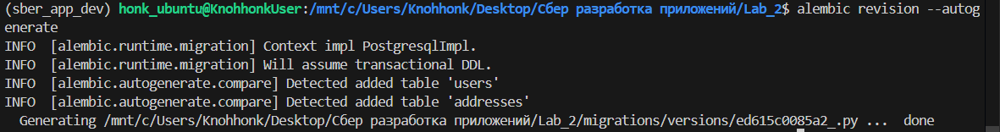 (sber_app_dev) honk_ubuntu@KnohhonkUser:/mnt/c/Users/Knohhonk/Desktop/Сбер разработка приложений/Lab_2$ alembic revision --autog
enerate
INFO  [alembic.runtime.migration] Context impl PostgresqlImpl.
INFO  [alembic.runtime.migration] Will assume transactional DDL.
INFO  [alembic.autogenerate.compare] Detected added table 'users'
INFO  [alembic.autogenerate.compare] Detected added table 'addresses'
  Generating /mnt/c/Users/Knohhonk/Desktop/Сбер разработка приложений/Lab_2/migrations/versions/ed615c0085a2_.py ...  done